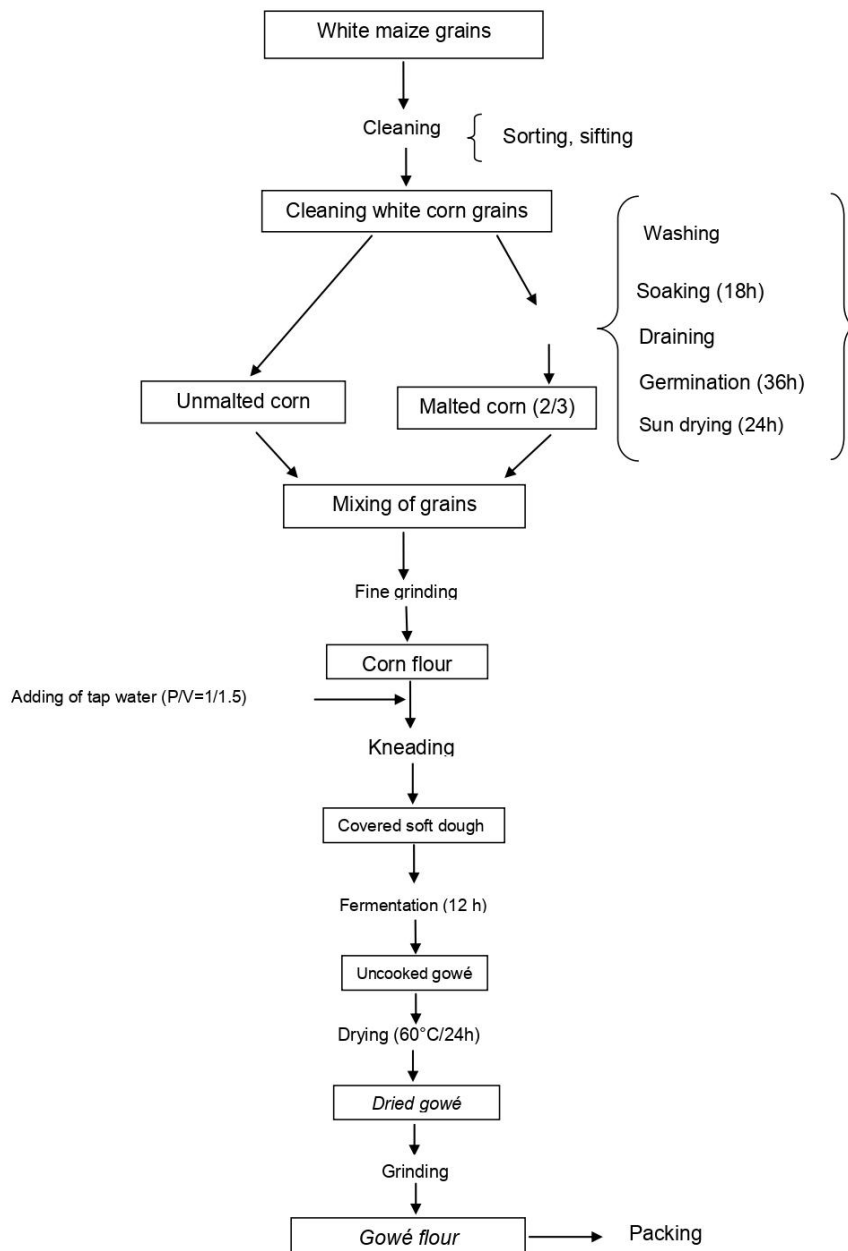 White maize grains
Cleaning
Sorting, sifting
Cleaning white corn grains
Washing
Soaking (18h)
Draining
Germination (36h)
Sun drying (24h)
Unmalted corn
Malted corn (2/3)
Mixing of grains
Fine grinding
Corn flour
Adding of tap water (P/V=1/1.5)
Kneading
Covered soft dough
Fermentation (12 h)
Uncooked gowé
Drying (60°C/24h)
Dried gowé
Grinding
Gowé flour
Packing